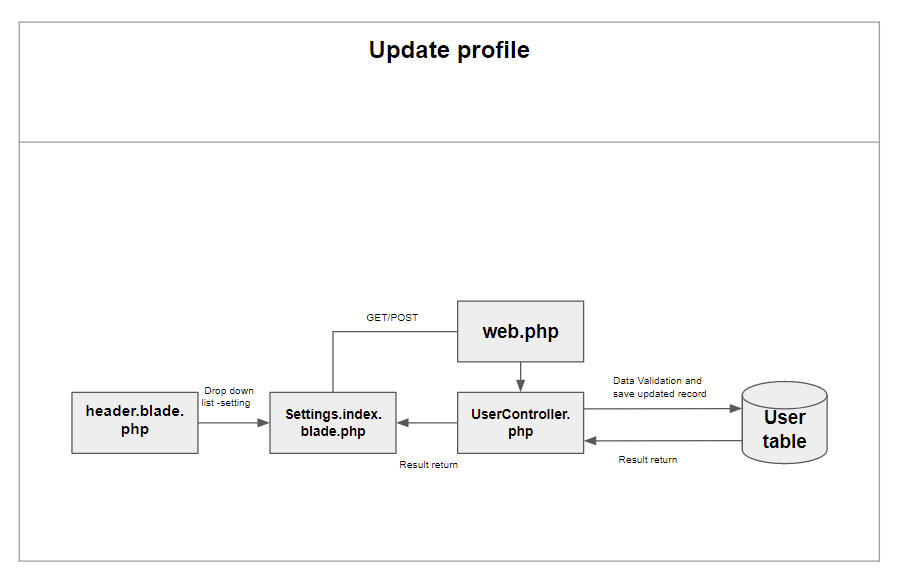 Update profile
GET/POST
web.php
Drop down
list -setting
header.blade.
php
Settings.index.
blade.php
UserController.
php
Data Validation and
save updated record
User
table
Result return
Result return